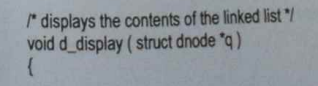 /* displays the contents of the linked list */
void d_display ( struct dnode *q )
{